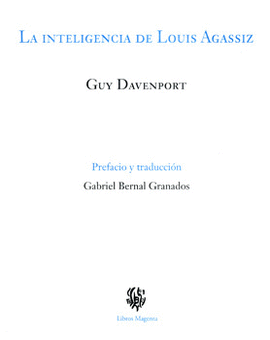 La inteligencia de Louis Agassiz
Guy Davenport
Prefacio y traducción
Gabriel Bernal Granados
Libros Magenta